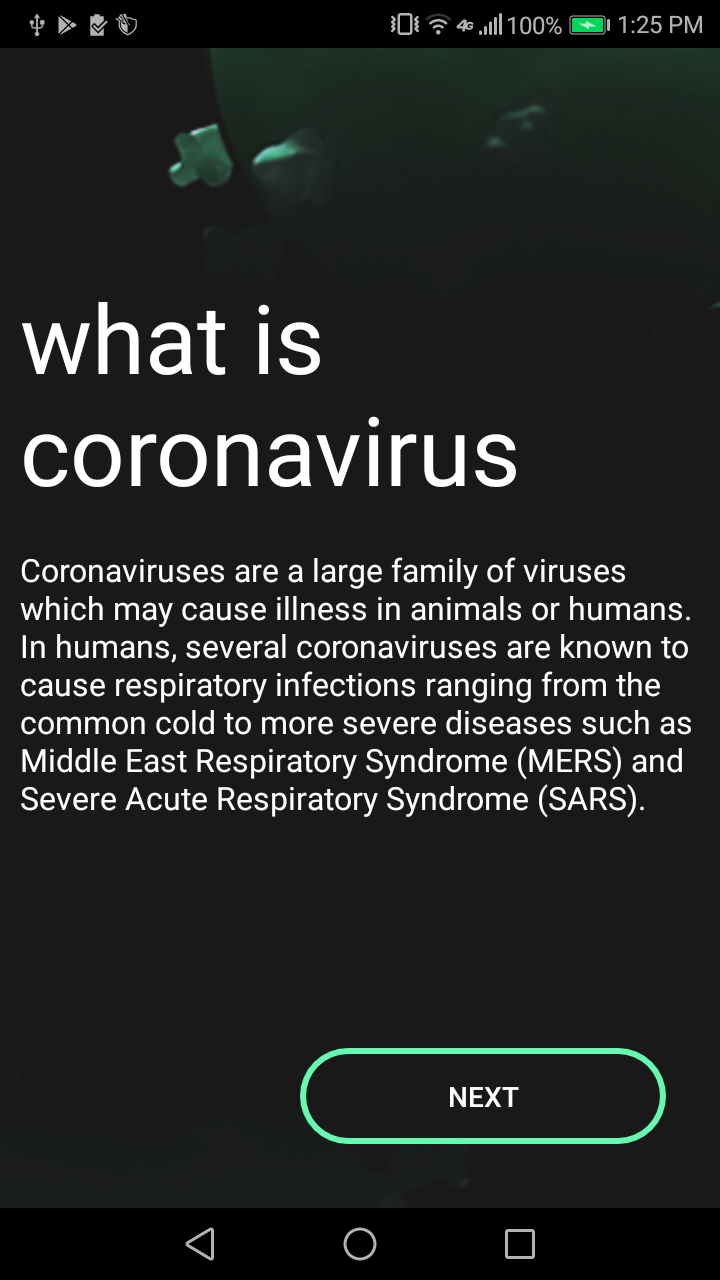 4G 100% 1:25 PM
what is
coronavirus
Coronaviruses are a large family of viruses
which may cause illness in animals or humans.
In humans, several coronaviruses are known to
cause respiratory infections ranging from the
common cold to more severe diseases such as
Middle East Respiratory Syndrome (MERS) and
Severe Acute Respiratory Syndrome (SARS).
NEXT